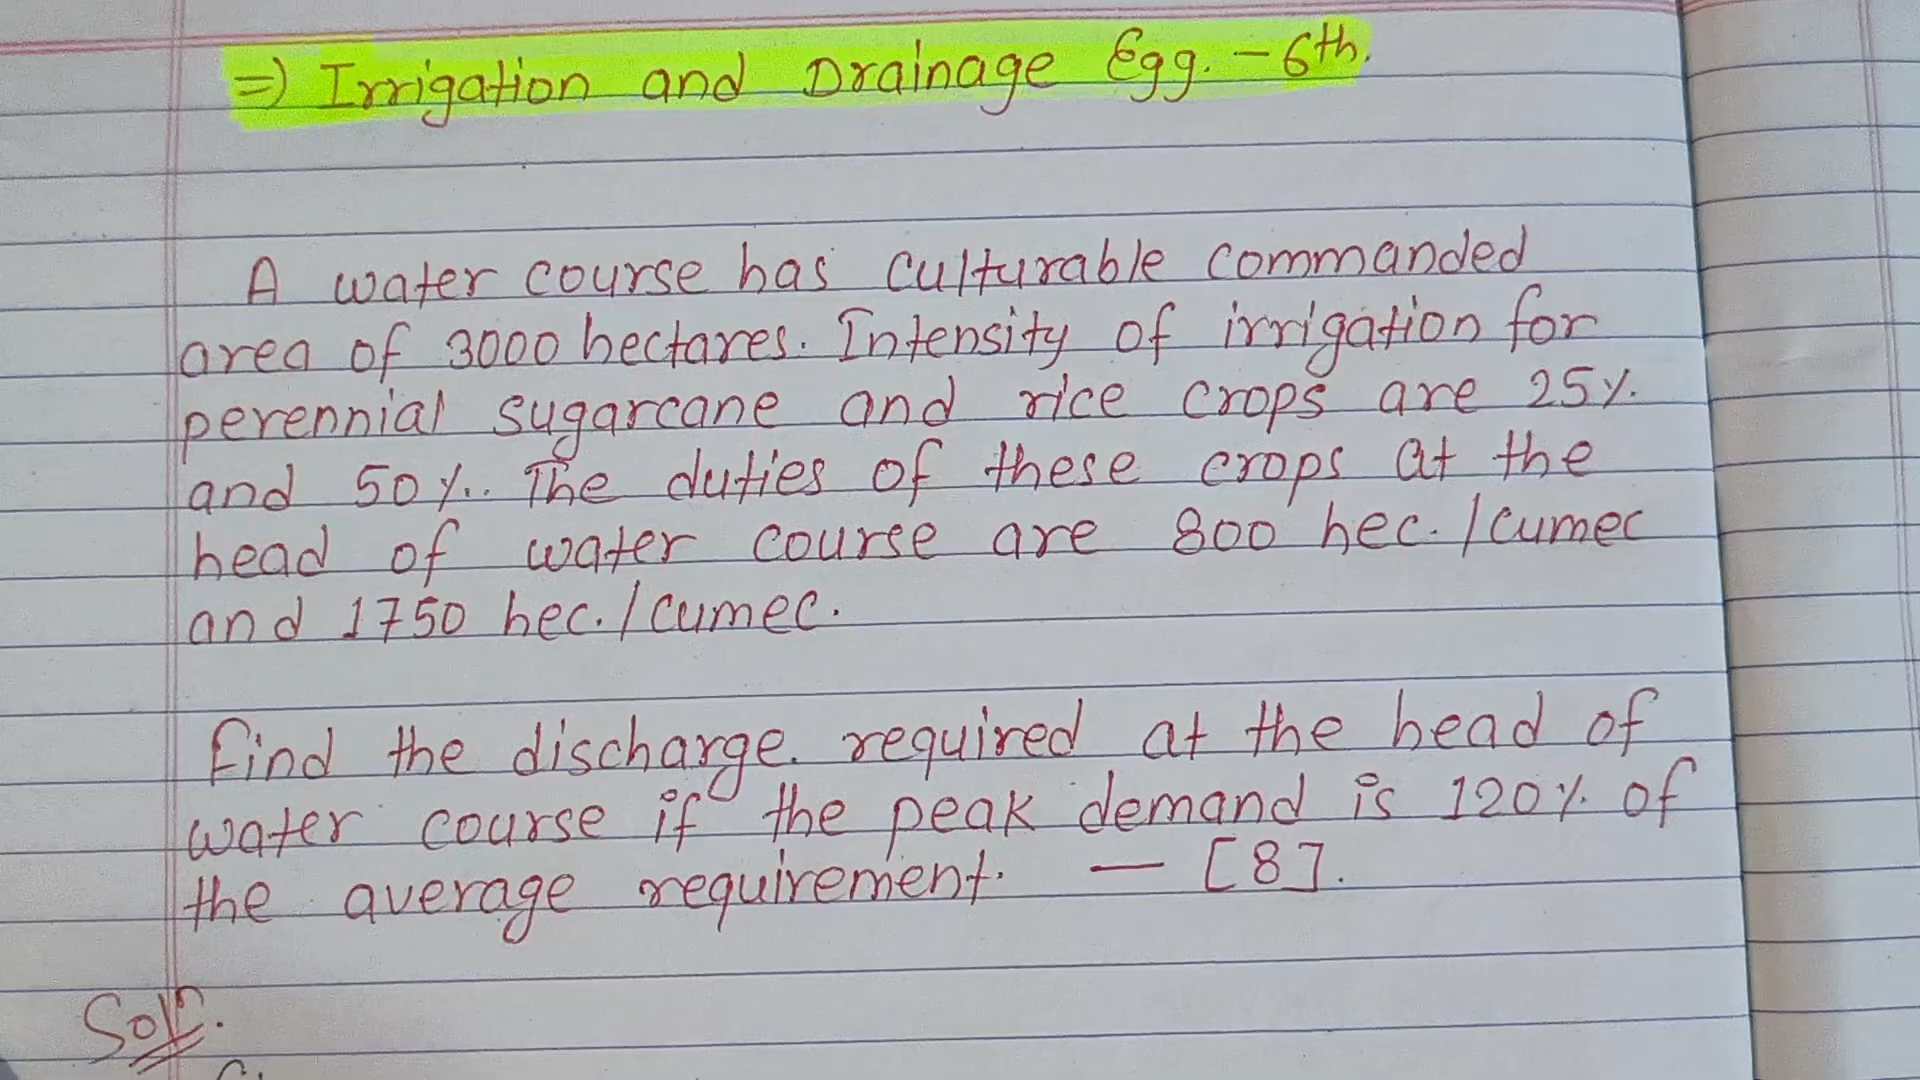 =) Irrigation and Drainage Egg. - 6th.
A water course has culturable commanded
area of 3000 hectares. Intensity of irrigation for
perennial sugarcane and rice crops are 25%.
and 50%. The duties of these crops at the
head of water course are 800 hec./cumec
and 1750 hec./cumec.
find the discharge required at the head of
water course if the peak demand is 120% of
the average requirement. — [8].
Soln.